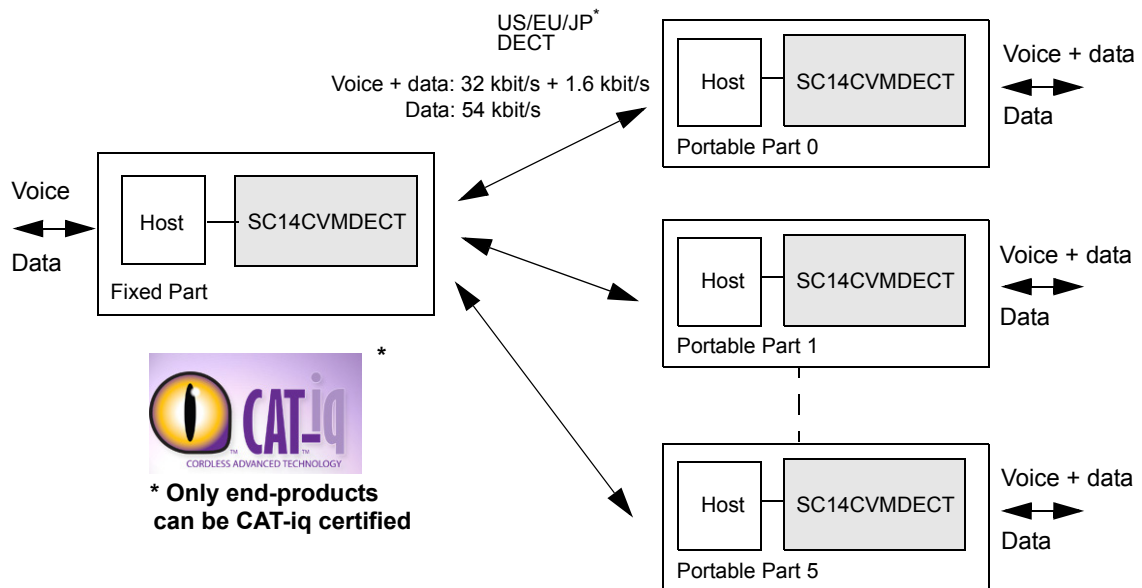 US/EU/JP*
DECT
Voice + data: 32 kbit/s + 1.6 kbit/s
Data: 54 kbit/s
Voice
Data
Host
SC14CVMDECT
Fixed Part
Host
SC14CVMDECT
Portable Part 0
Voice + data
Data
Host
SC14CVMDECT
Portable Part 1
Voice + data
Data
Host
SC14CVMDECT
Portable Part 5
Voice + data
Data
*
CAT-iq
TM TM
CORDLESS ADVANCED TECHNOLOGY
* Only end-products
can be CAT-iq certified